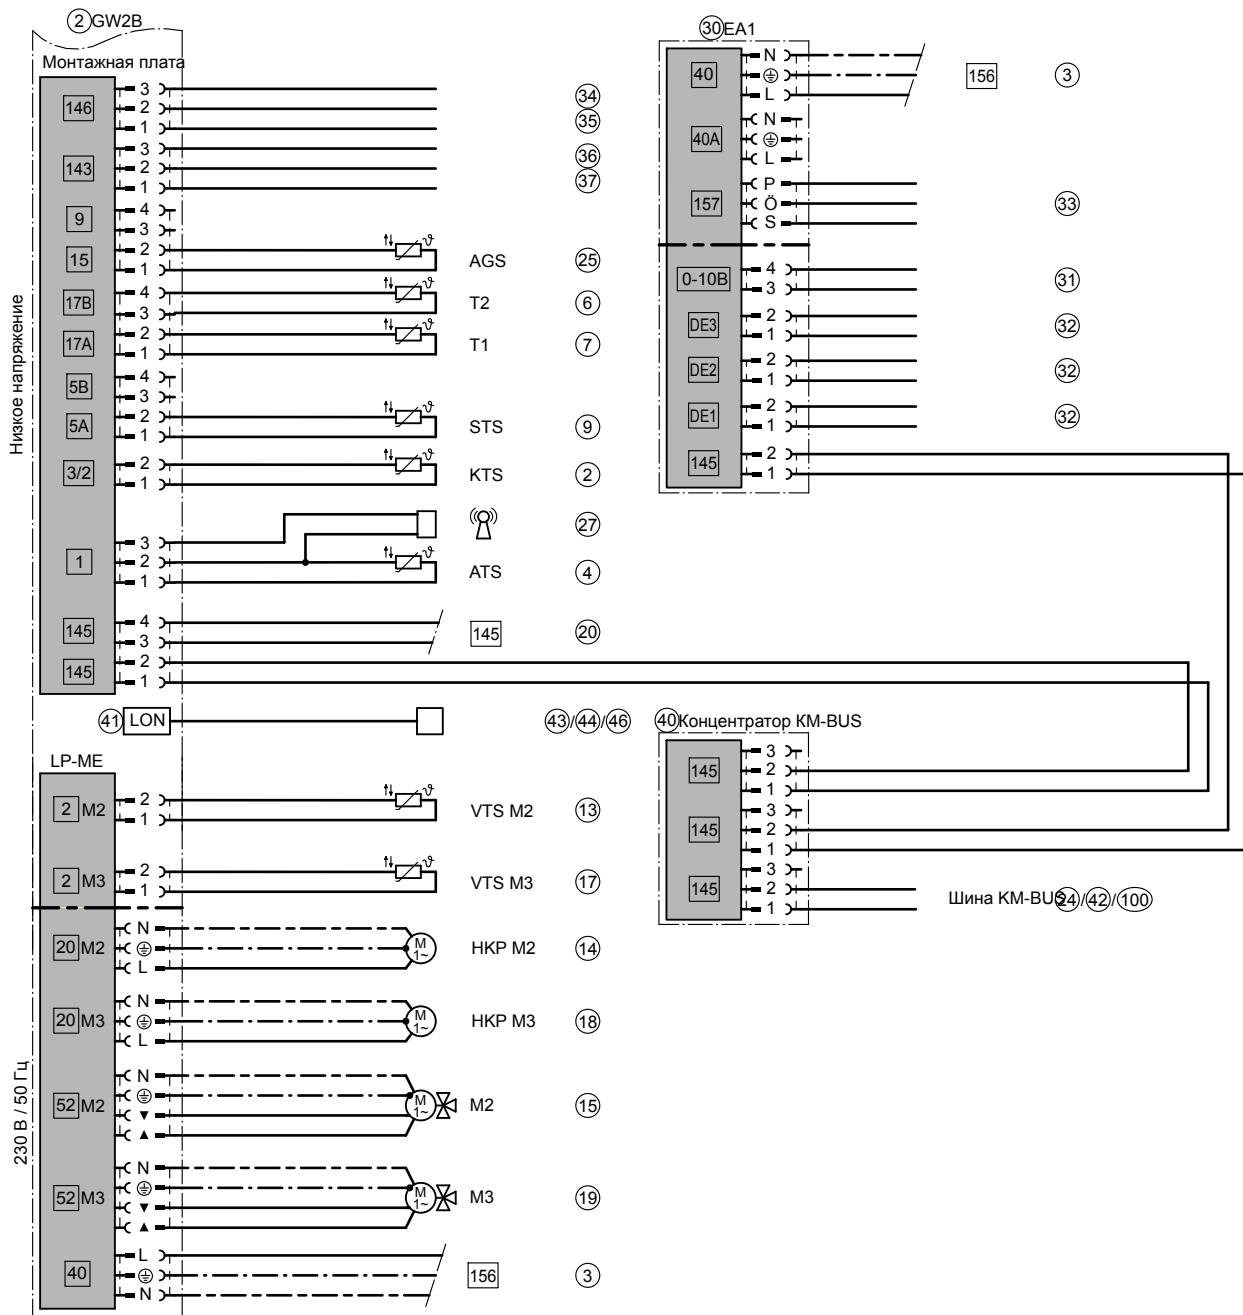 2 GW2B
Монтажная плата
Низкое напряжение
146 3 34
2 35
1
143 3 36
2 37
1
9 4
3
15 2 AGS 25
1
17B 4 T2 6
3
17A 2 T1 7
1
5B 4
3
5A 2 STS 9
1
3/2 2 KTS 2
1
27
1 3
2 ATS 4
1
145 4 145 20
3
145 2
1
41 LON 43/44/46
LP-ME
2 M2 2 VTS M2 13
1
2 M3 2 VTS M3 17
1
230 В / 50 Гц
20 M2 N M 1~ HKP M2 14
L
20 M3 N M 1~ HKP M3 18
L
52 M2 N M 1~ M2 15
▼
▲
52 M3 N M 1~ M3 19
▼
▲
40 L 156 3
N
30 EA1
40 N 156 3
L
40A N
L
157 P 33
Ö
S
0-10В 4 31
3
DE3 2 32
1
DE2 2 32
1
DE1 2 32
1
145 2
1
40 Концентратор KM-BUS
145 3
2
1
145 3
2
1
145 3
2 Шина KM-BUS 24/42/100
1